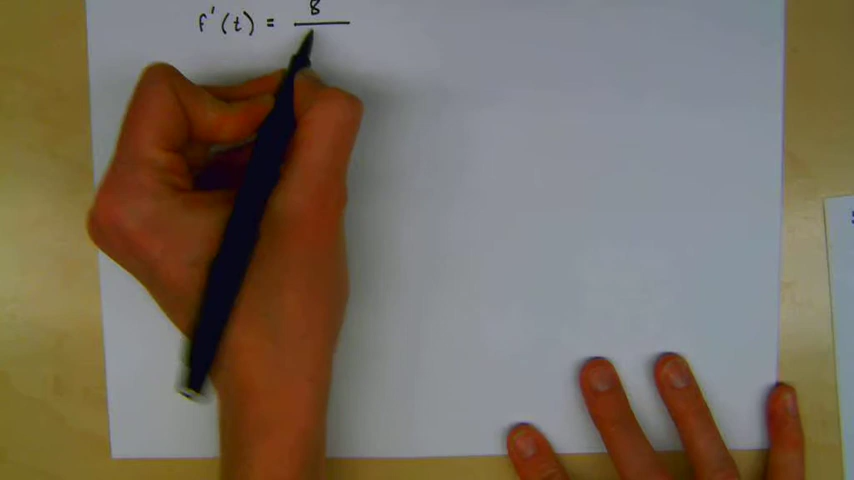 f'(t) = 8/